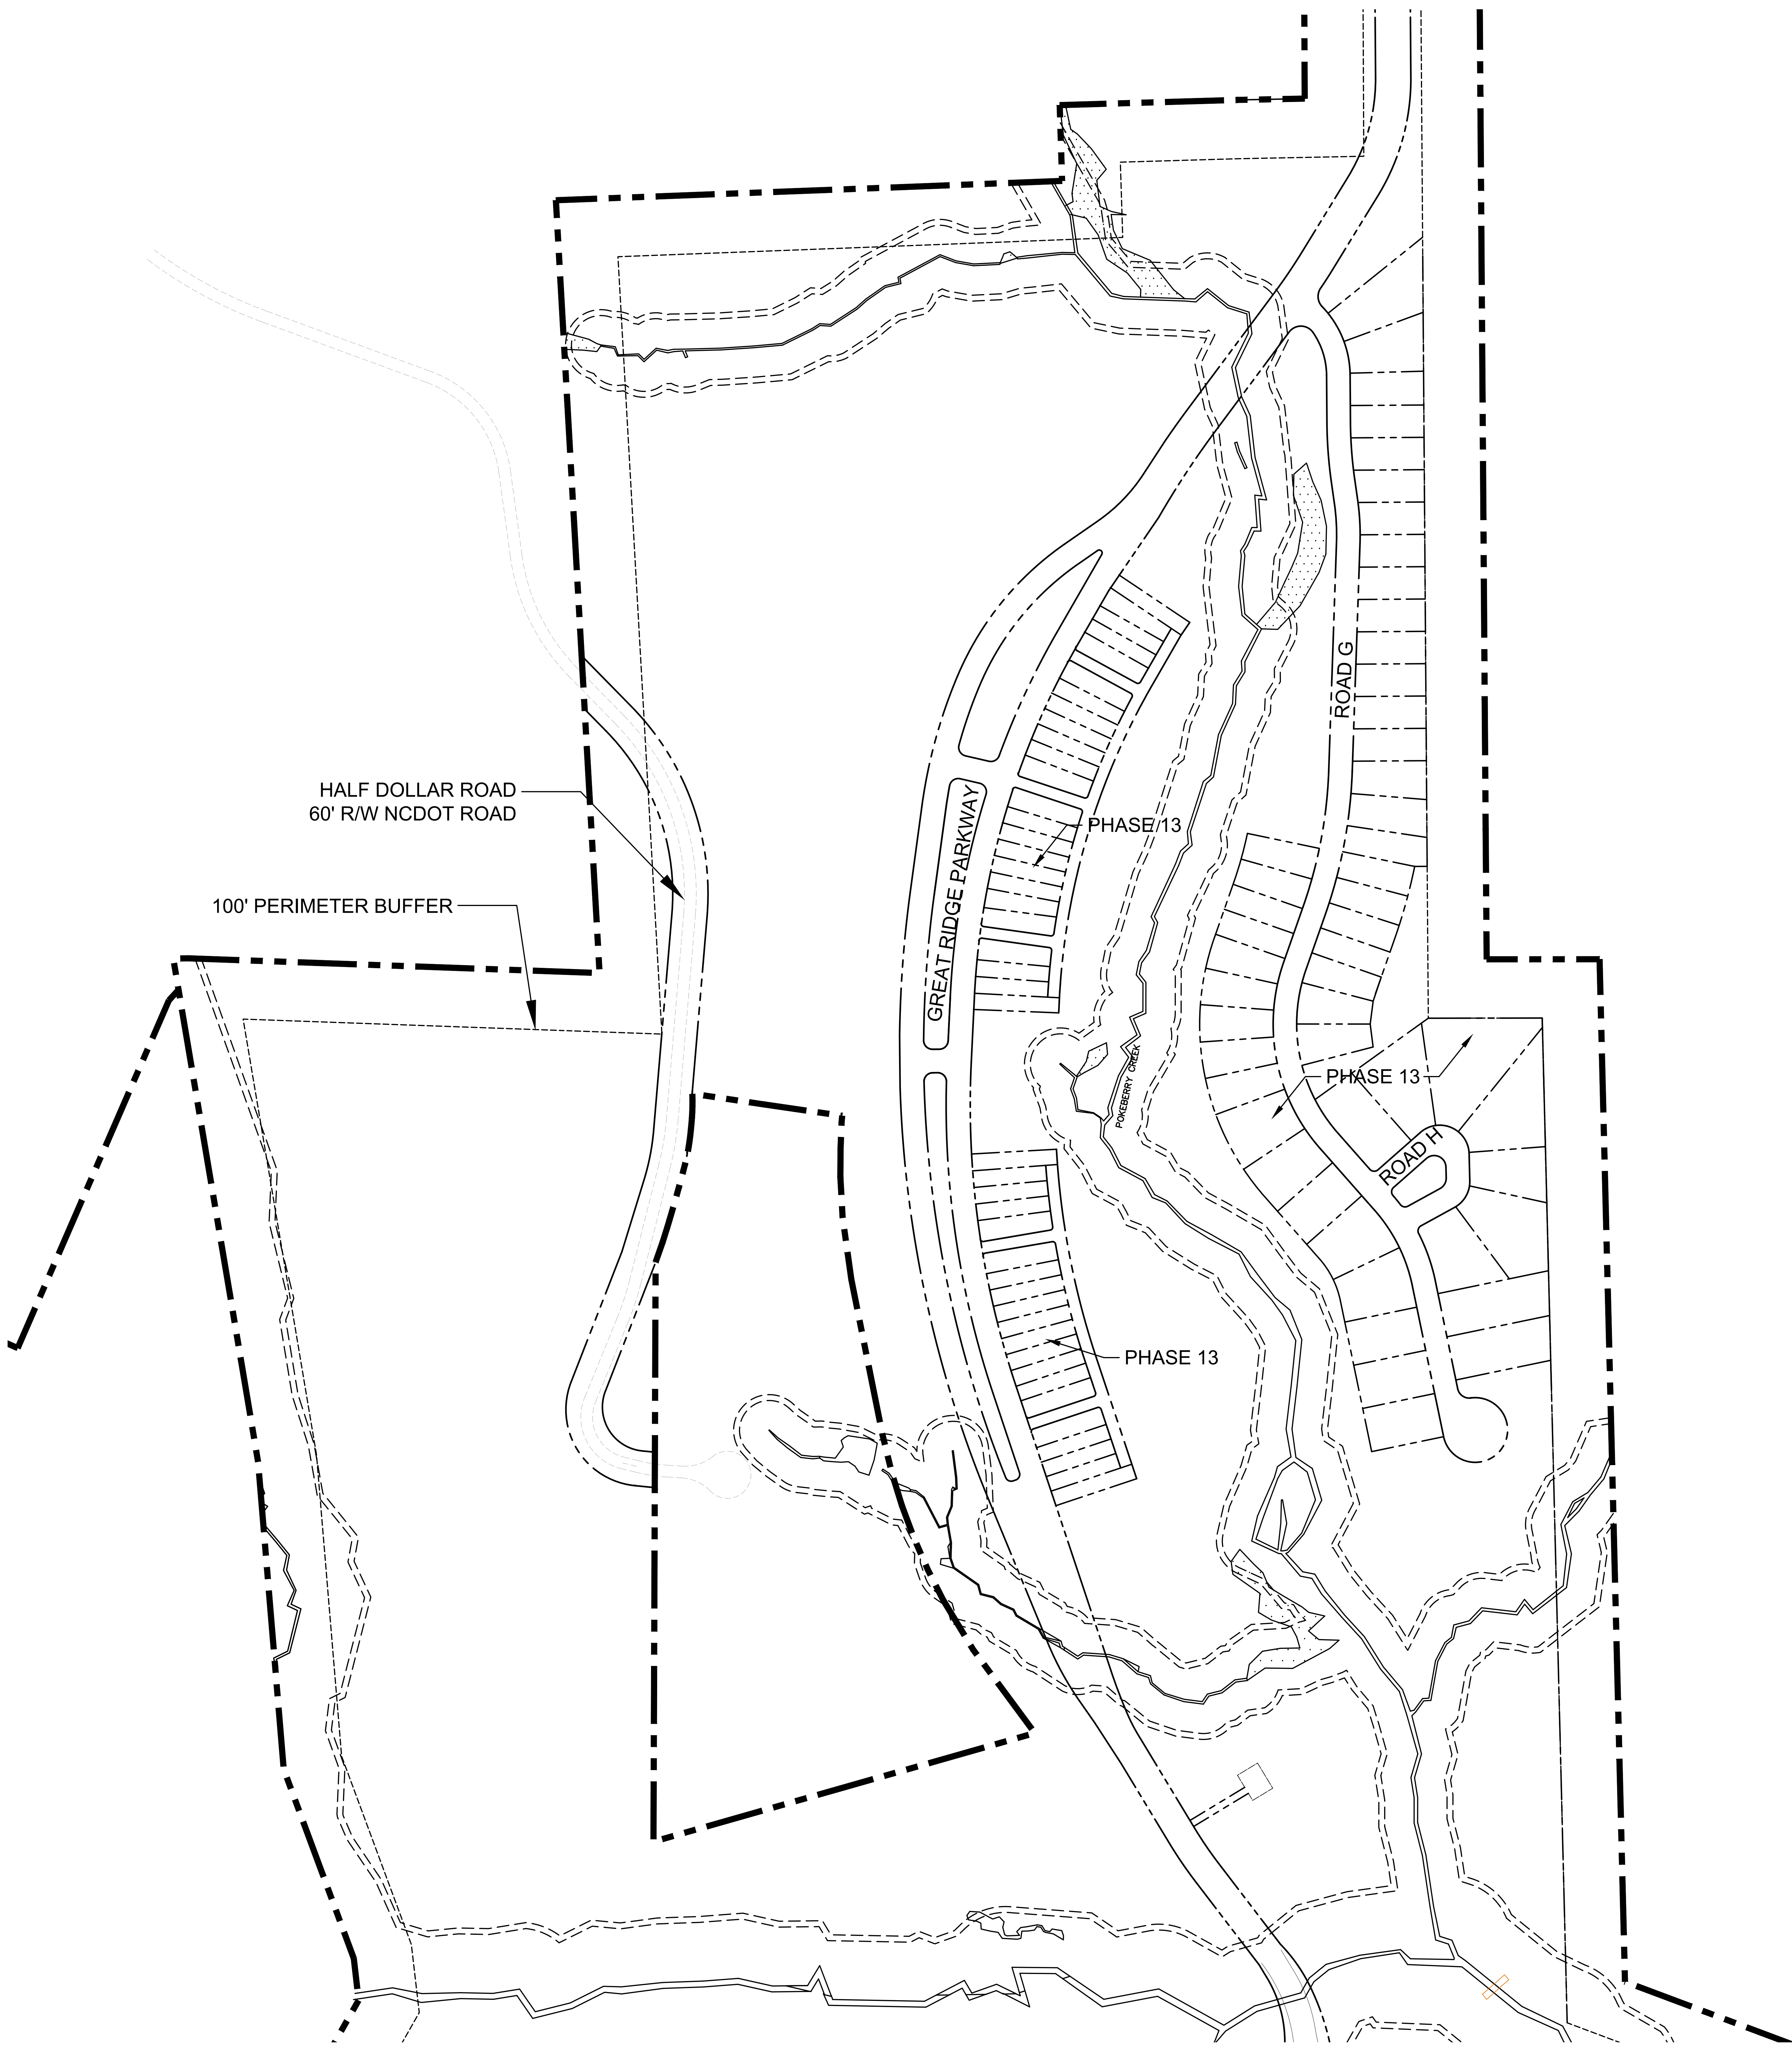 ROAD G
HALF DOLLAR ROAD
60' R/W NCDOT ROAD
GREAT RIDGE PARKWAY
PHASE 13
100' PERIMETER BUFFER
POKEBERRY CREEK
PHASE 13
ROAD H
PHASE 13